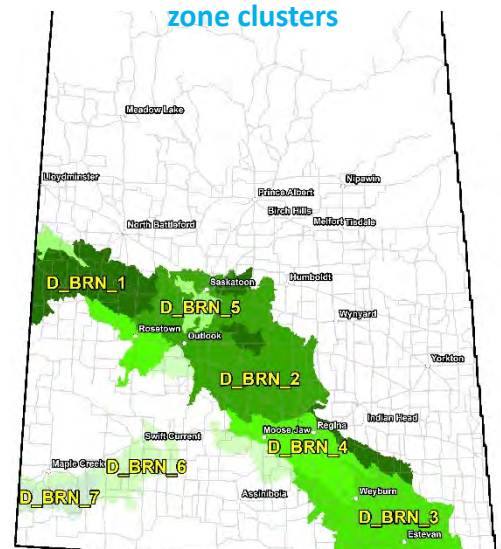 zone clusters
Meadow Lake
Lloydminster
Nipawin
Prince Albert
Birch Hills
Melfort Tisdale
North Battleford
Saskatoon
Humboldt
D_BRN_1
D_BRN_5
Wynyard
Rosetown
Outlook
Yorkton
D_BRN_2
Indian Head
Moose Jaw Regina
Swift Current
D_BRN_4
Maple Creek
D_BRN_6
Assiniboia
Weyburn
D_BRN_7
D_BRN_3
Estevan